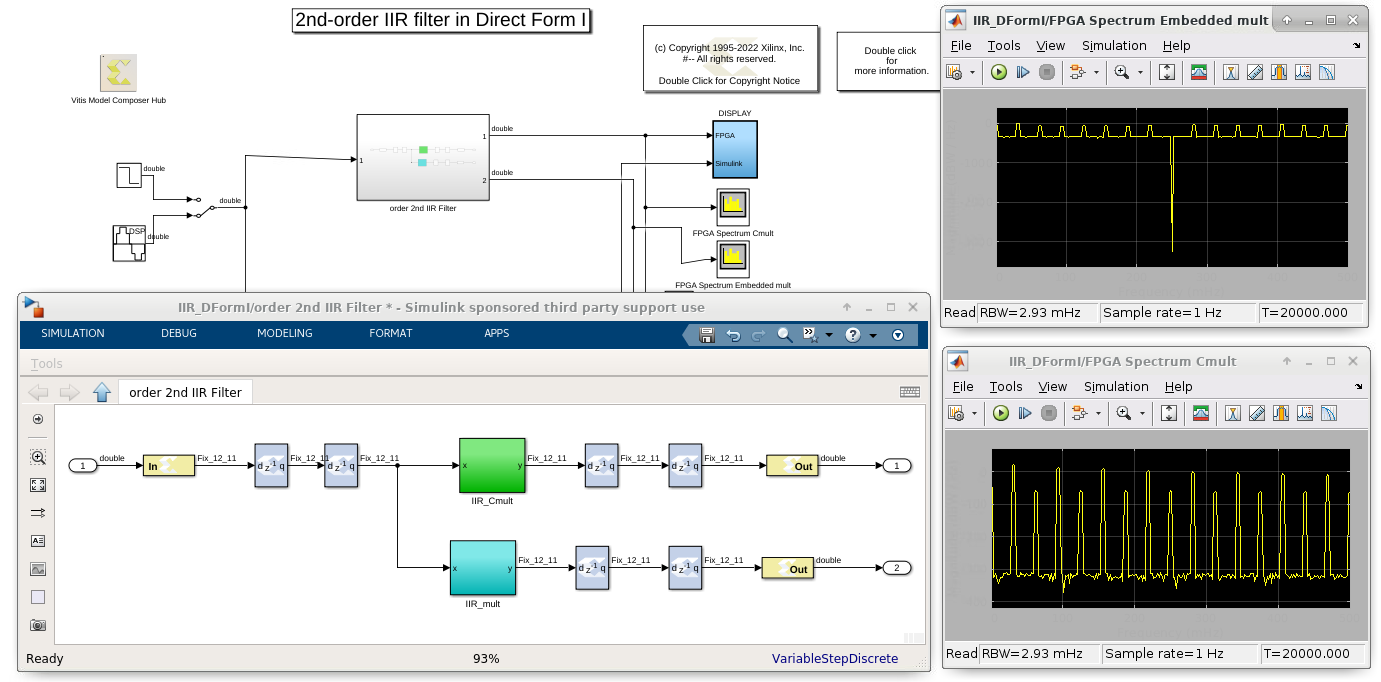 2nd-order IIR filter in Direct Form I
(c) Copyright 1995-2022 Xilinx, Inc.
#-- All rights reserved.
Double Click for Copyright Notice
Double click
for
more information.
Vitis Model Composer Hub
double
DSP
double
double
1
1
2
order 2nd IIR Filter
double
double
DISPLAY
FPGA
Simulink
FPGA Spectrum Cmult
FPGA Spectrum Embedded mult
IIR_DFormI/FPGA Spectrum Embedded mult
File Tools View Simulation Help
Read RBW=2.93 mHz Sample rate=1 Hz T=20000.000
IIR_DFormI/order 2nd IIR Filter * - Simulink sponsored third party support use
SIMULATION DEBUG MODELING FORMAT APPS
Tools
order 2nd IIR Filter
1 double In Fix_12_11 d z-1 q Fix_12_11 d z-1 q Fix_12_11 x y Fix_12_11 d z-1 q Fix_12_11 d z-1 q Fix_12_11 Out double 1
IIR_Cmult
x y Fix_12_11 d z-1 q Fix_12_11 d z-1 q Fix_12_11 Out double 2
IIR_mult
Ready 93% VariableStepDiscrete
IIR_DFormI/FPGA Spectrum Cmult
File Tools View Simulation Help
Read RBW=2.93 mHz Sample rate=1 Hz T=20000.000